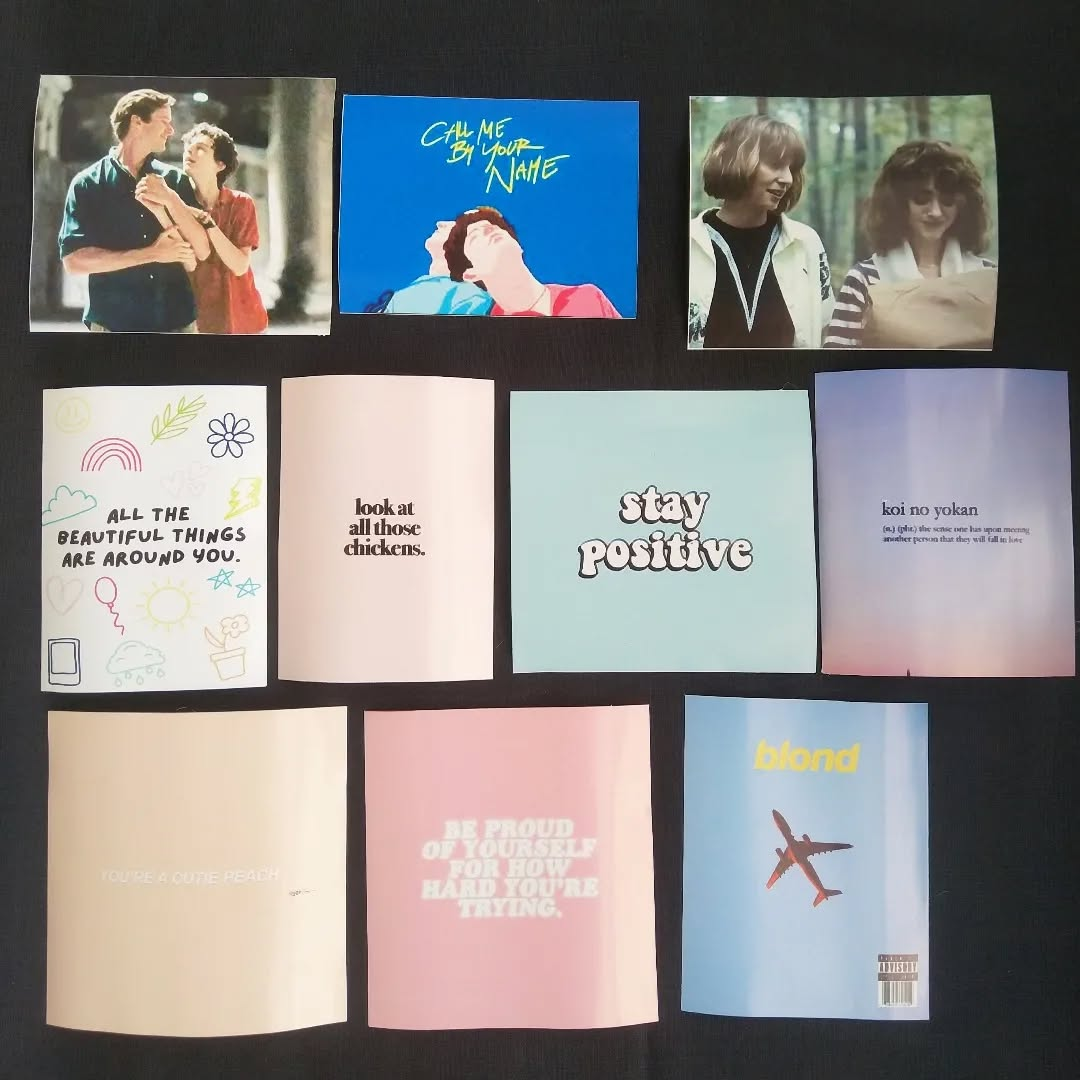 CALL ME
BY YOUR
NAME
ALL THE
BEAUTIFUL THINGS
ARE AROUND YOU.
look at
all those
chickens.
stay
positive
koi no yokan
(n.) (phr.) the sense one has upon meeting
another person that they will fall in love
YOU'RE A CUTIE PEACH
BE PROUD
OF YOURSELF
FOR HOW
HARD YOU'RE
TRYING.
blond
ADVISORY